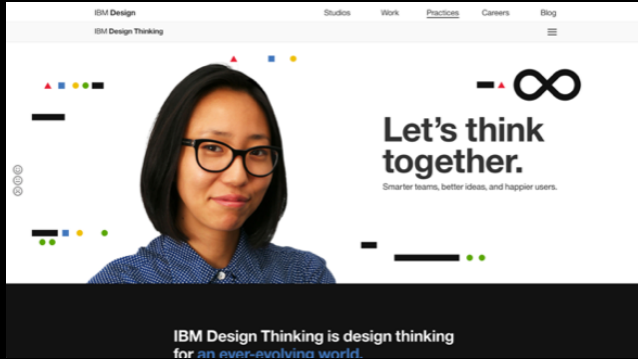 IBM Design
Studios Work Practices Careers Blog
IBM Design Thinking
Let's think
together.
Smarter teams, better ideas, and happier users.
IBM Design Thinking is design thinking
for an ever-evolving world.